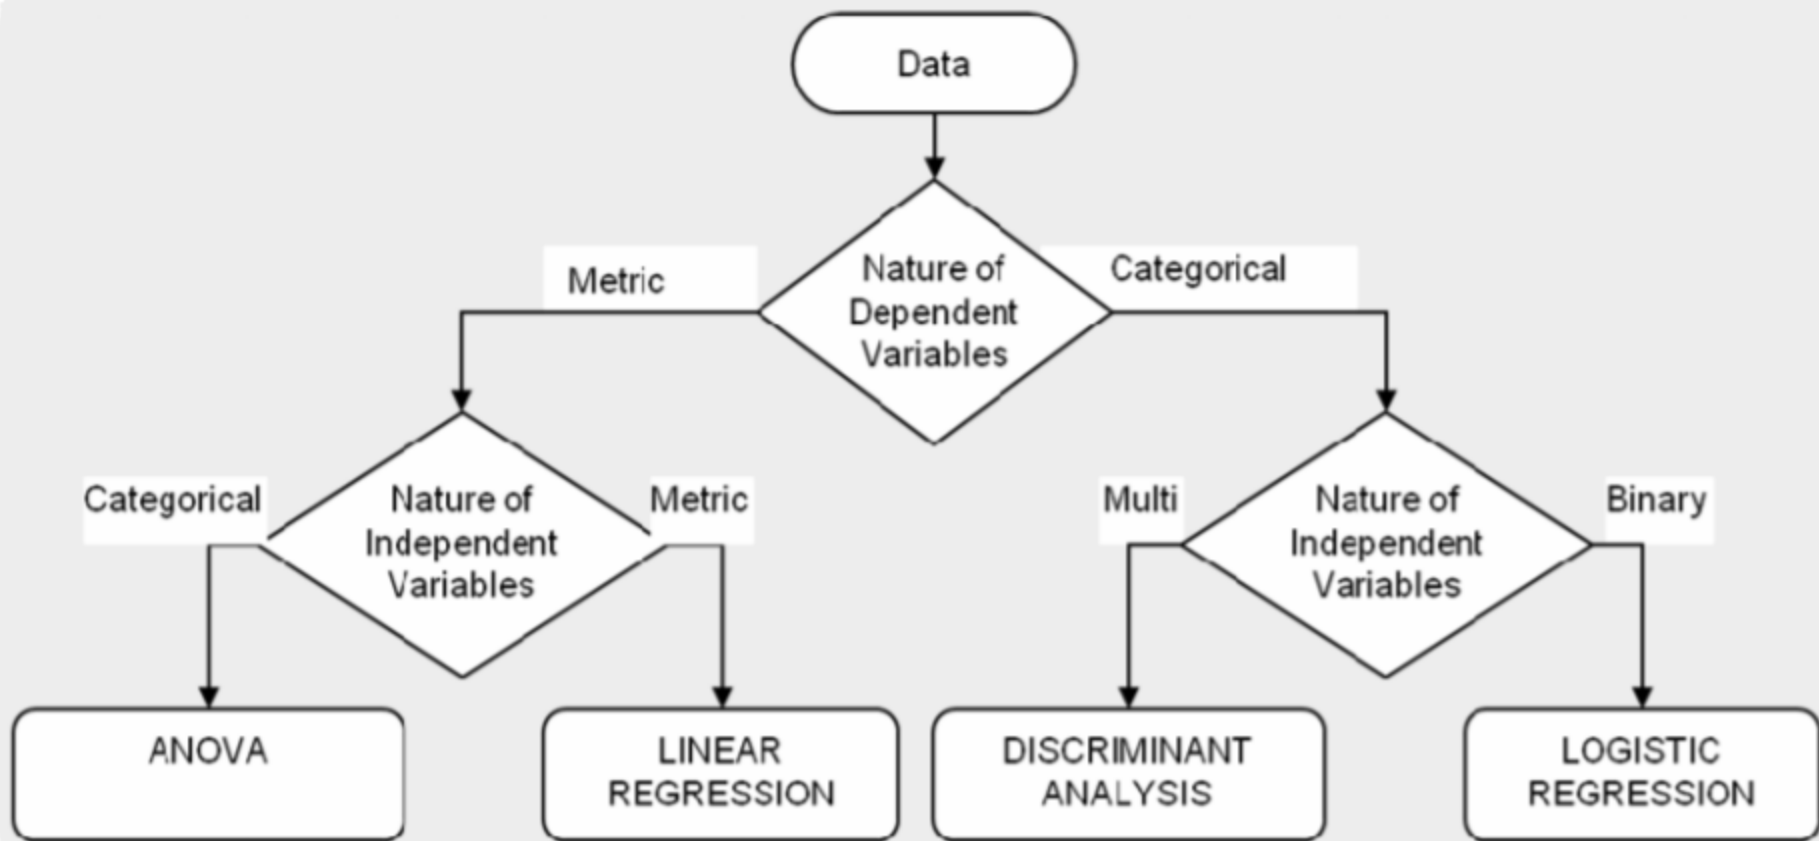 Data
Metric
Nature of
Dependent
Variables
Categorical
Categorical
Nature of
Independent
Variables
Metric
Multi
Nature of
Independent
Variables
Binary
ANOVA
LINEAR
REGRESSION
DISCRIMINANT
ANALYSIS
LOGISTIC
REGRESSION